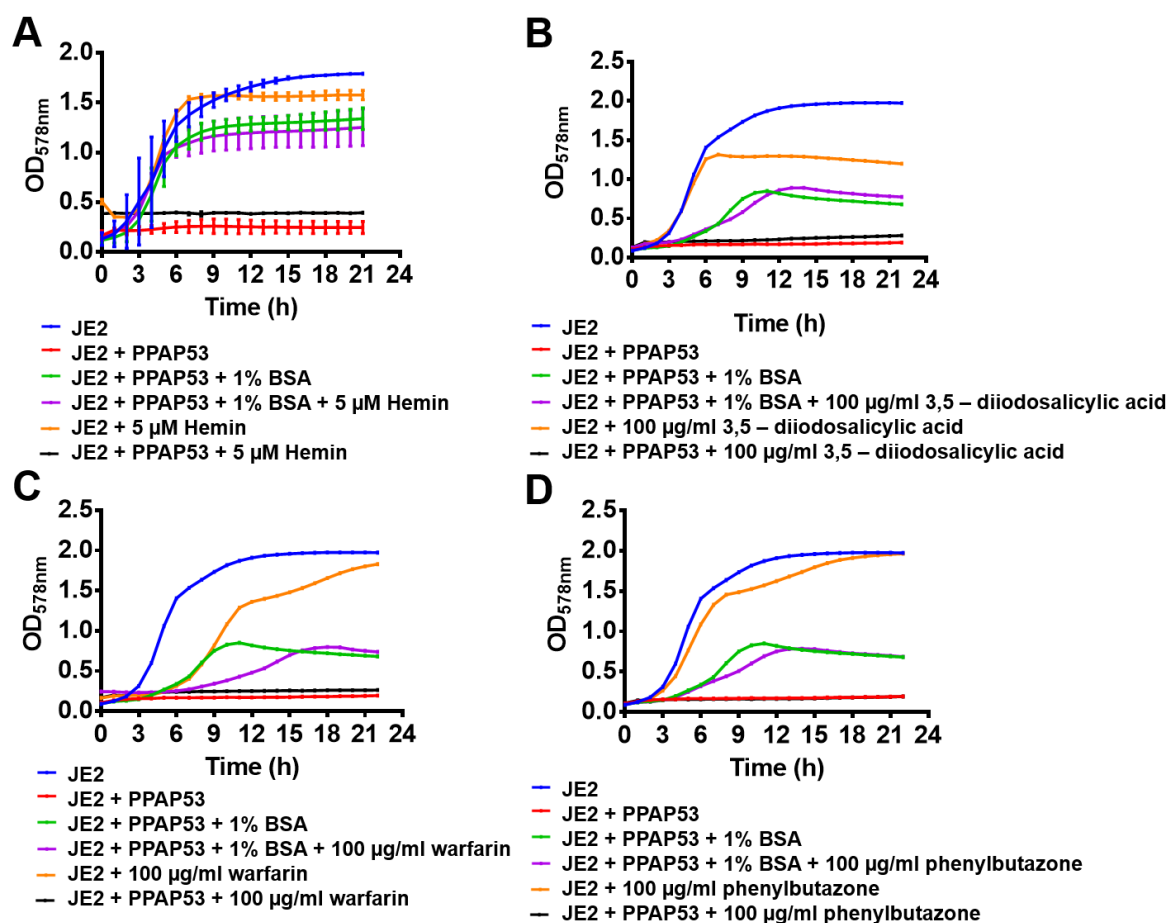 A
2.0
1.5
1.0
0.5
0.0
OD578nm
0 3 6 9 12 15 18 21 24
Time (h)
JE2
JE2 + PPAP53
JE2 + PPAP53 + 1% BSA
JE2 + PPAP53 + 1% BSA + 5 µM Hemin
JE2 + 5 µM Hemin
JE2 + PPAP53 + 5 µM Hemin
B
2.5
2.0
1.5
1.0
0.5
0.0
OD578nm
0 3 6 9 12 15 18 21 24
Time (h)
JE2
JE2 + PPAP53
JE2 + PPAP53 + 1% BSA
JE2 + PPAP53 + 1% BSA + 100 µg/ml 3,5 – diiodosalicylic acid
JE2 + 100 µg/ml 3,5 – diiodosalicylic acid
JE2 + PPAP53 + 100 µg/ml 3,5 – diiodosalicylic acid
C
2.5
2.0
1.5
1.0
0.5
0.0
OD578nm
0 3 6 9 12 15 18 21 24
Time (h)
JE2
JE2 + PPAP53
JE2 + PPAP53 + 1% BSA
JE2 + PPAP53 + 1% BSA + 100 µg/ml warfarin
JE2 + 100 µg/ml warfarin
JE2 + PPAP53 + 100 µg/ml warfarin
D
2.5
2.0
1.5
1.0
0.5
0.0
OD578nm
0 3 6 9 12 15 18 21 24
Time (h)
JE2
JE2 + PPAP53
JE2 + PPAP53 + 1% BSA
JE2 + PPAP53 + 1% BSA + 100 µg/ml phenylbutazone
JE2 + 100 µg/ml phenylbutazone
JE2 + PPAP53 + 100 µg/ml phenylbutazone